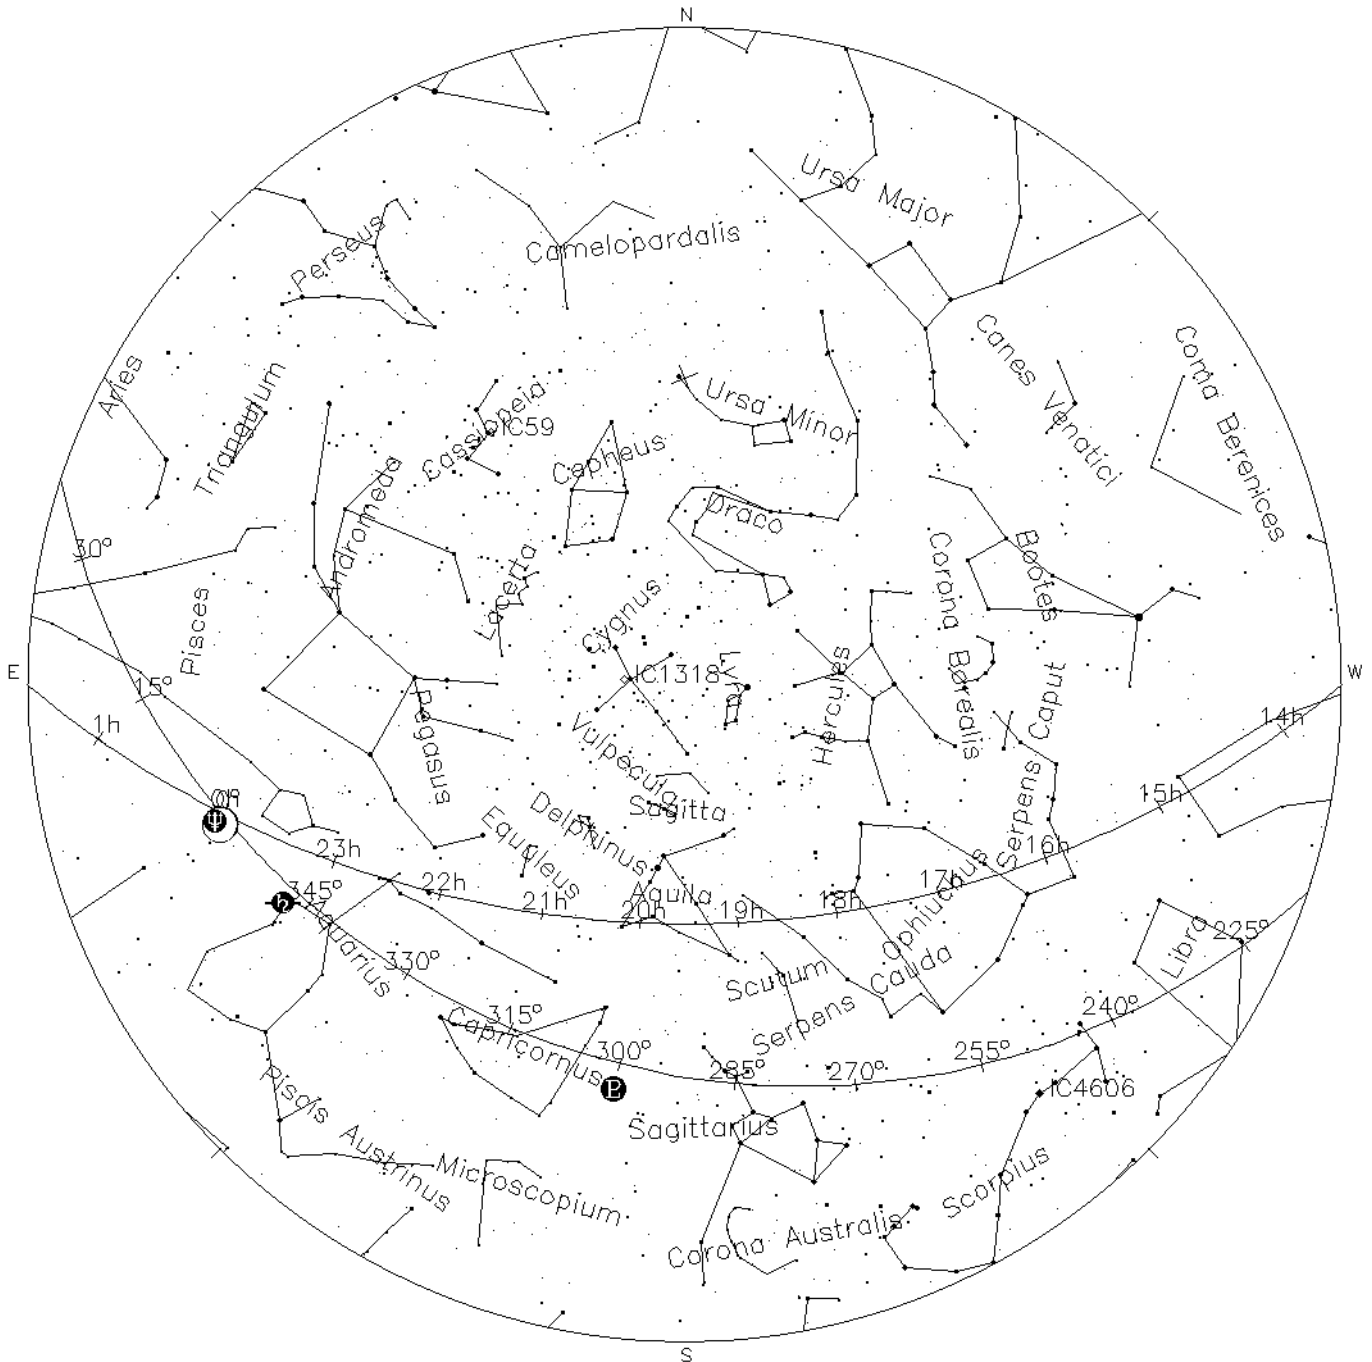 N
Ursa Major
Perseus
Camelopardalis
Canes Venatici
Coma Berenices
Aries
Triangulum
Ursa Minor
Cassiopeia
IC59
Cepheus
Andromeda
Draco
30°
Bootes
Corona Borealis
Lacerta
Pisces
Cygnus
E
W
15°
IC1318
Lyra
Hercules
Serpens Caput
Pegasus
1h
14h
Vulpecula
15h
0h
Sagitta
Delphinus
Equuleus
23h
16h
345°
22h
21h
20h
Aquila
19h
18h
17h
Ophiuchus
Libra
225°
Aquarius
330°
Scutum
Serpens Cauda
Capricornus
315°
240°
300°
285°
270°
255°
IC4606
Piscis Austrinus
Sagittarius
Microscopium
Scorpius
Corona Australis
S